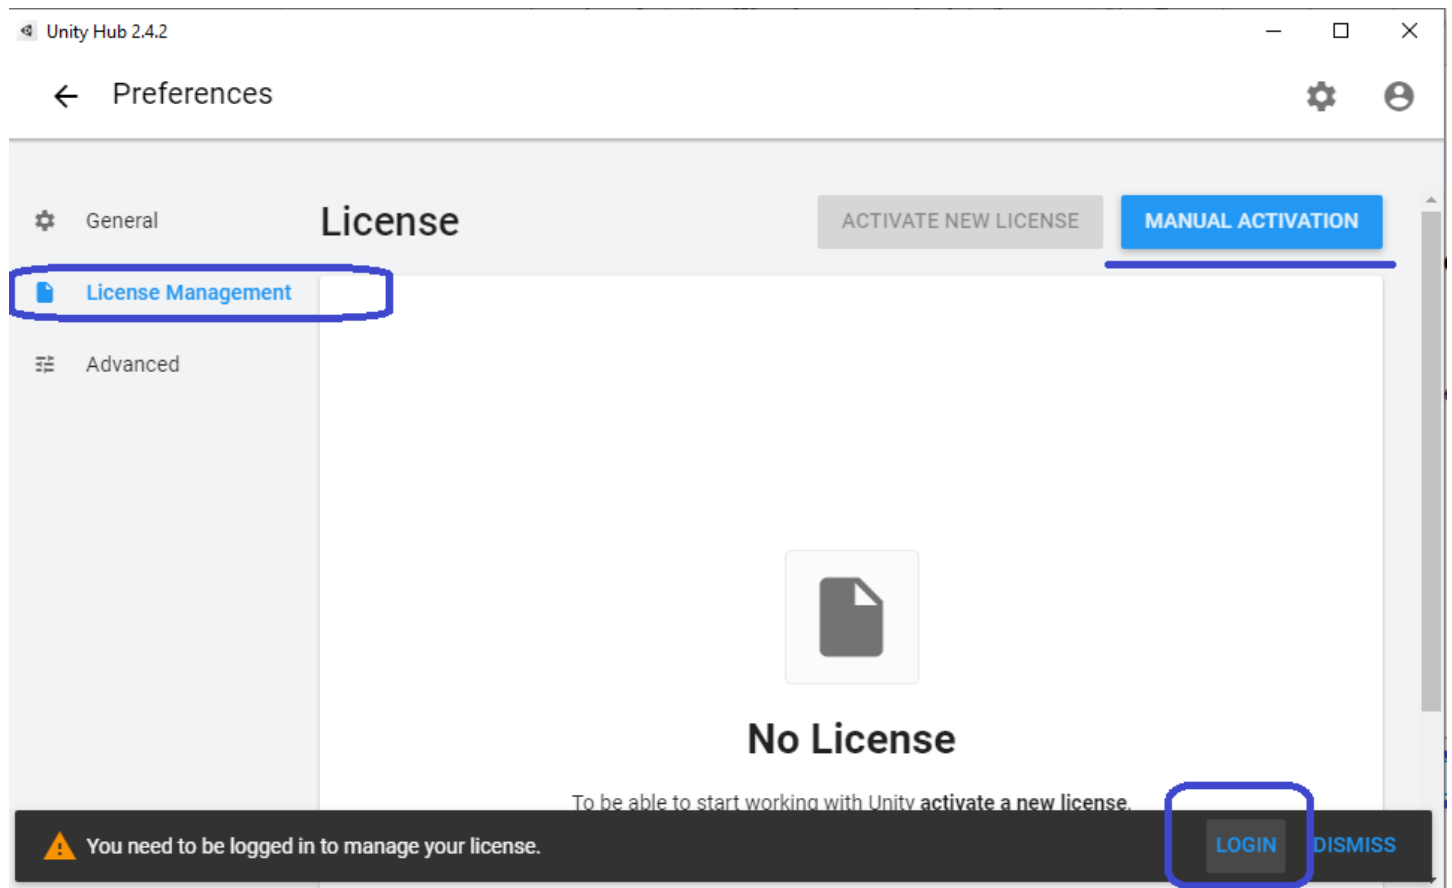 Unity Hub 2.4.2
Preferences
General
License Management
Advanced
License
ACTIVATE NEW LICENSE
MANUAL ACTIVATION
No License
To be able to start working with Unity activate a new license.
You need to be logged in to manage your license.
LOGIN
DISMISS